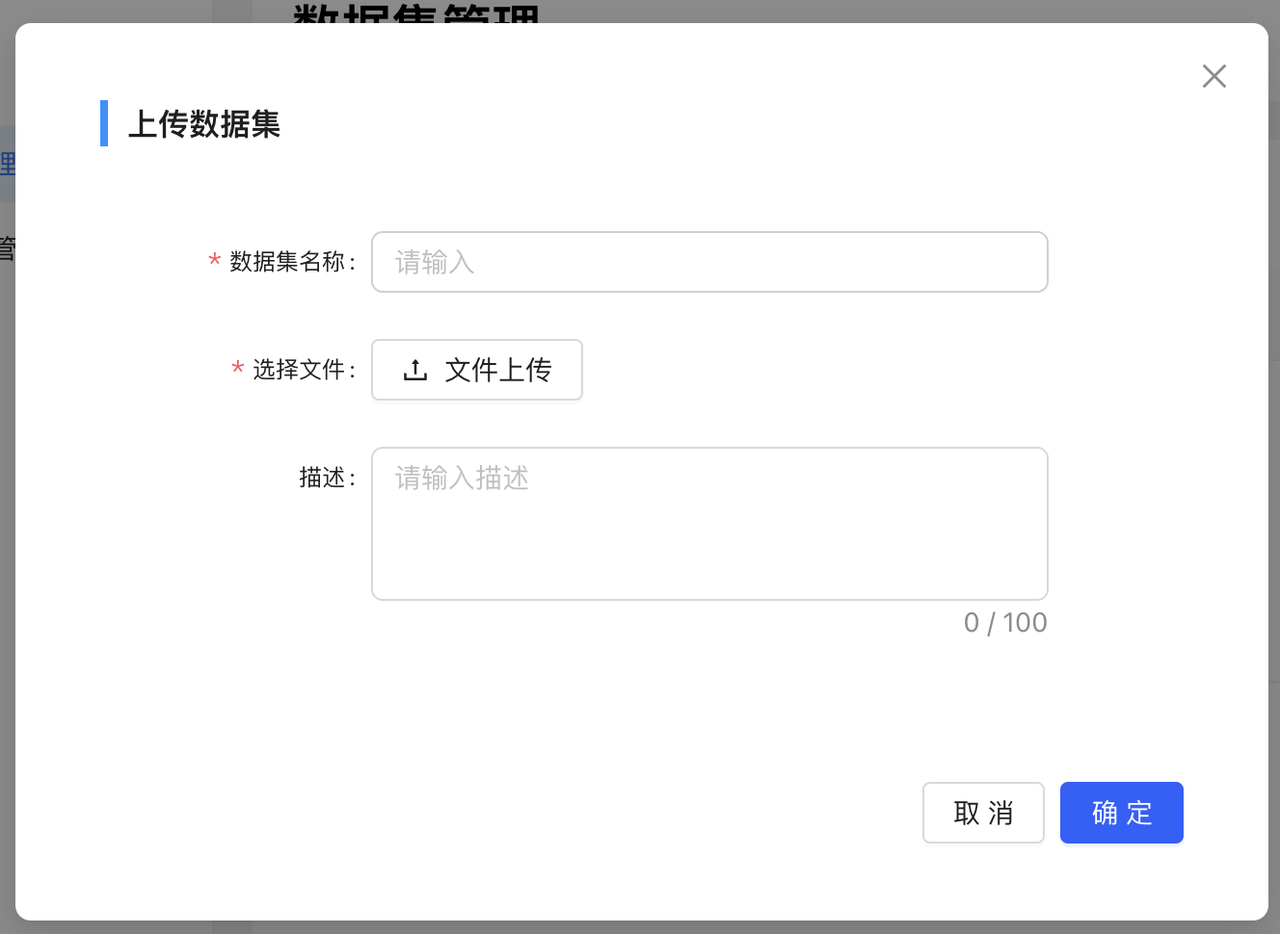 数据集管理
上传数据集
* 数据集名称:
请输入
* 选择文件:
文件上传
描述:
请输入描述
0 / 100
取 消
确 定
理
管